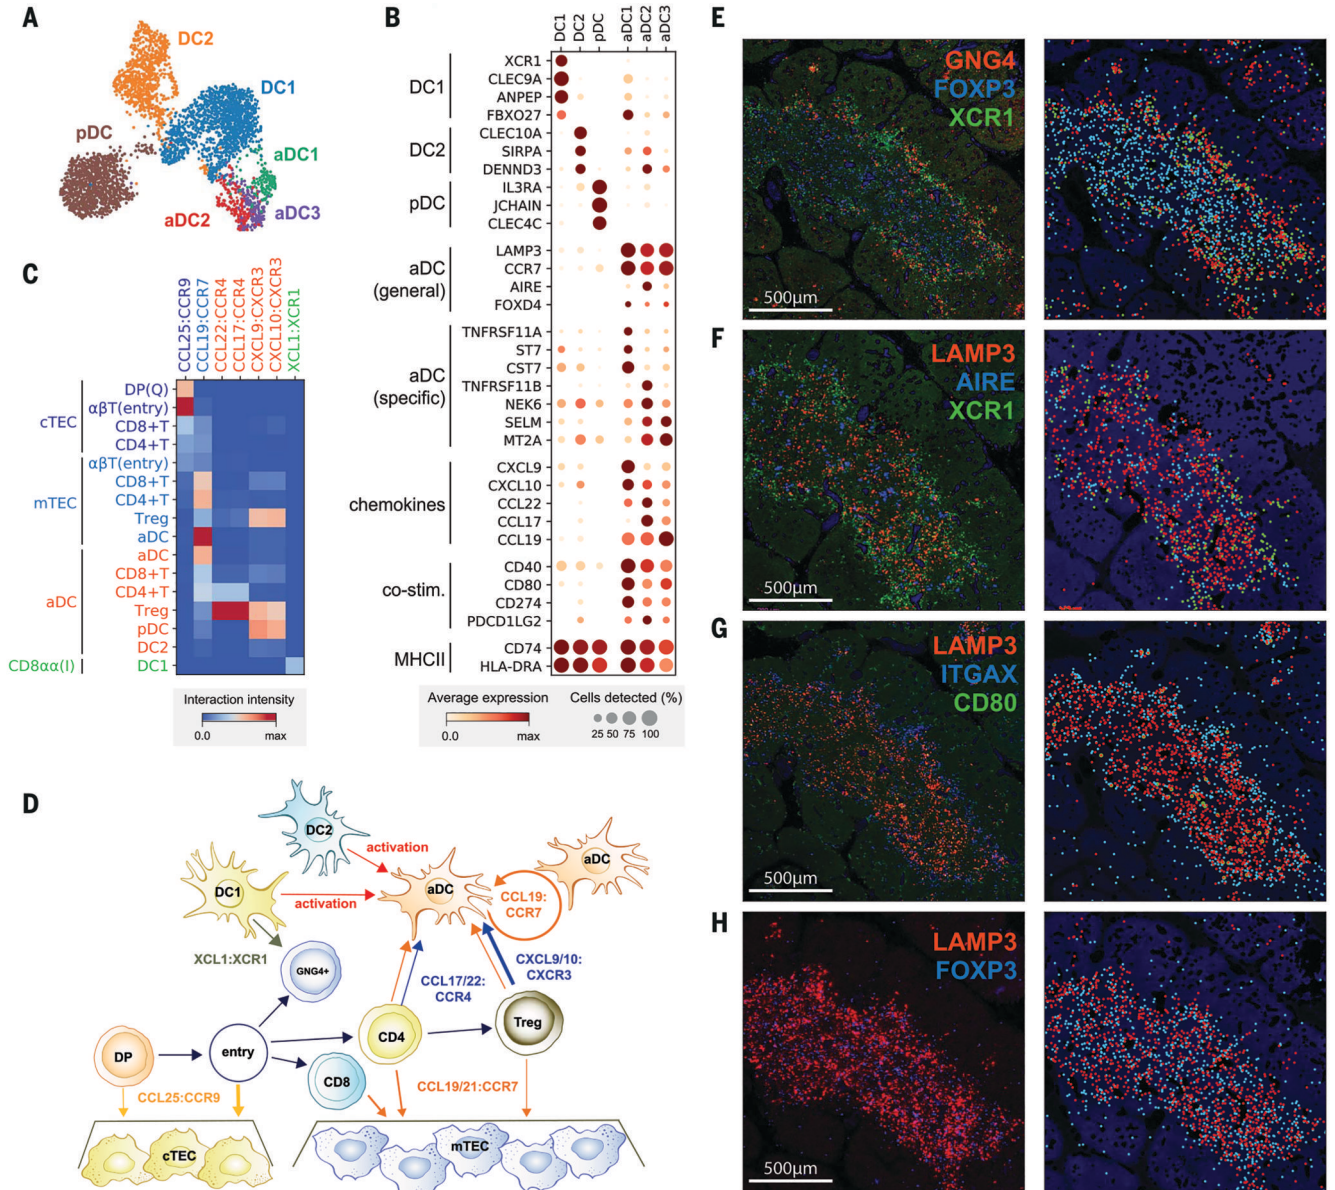 A
DC2
DC1
pDC
aDC1
aDC2
aDC3
B
DC1
DC2
pDC
aDC1
aDC2
aDC3
DC1
XCR1
CLEC9A
ANPEP
FBXO27
DC2
CLEC10A
SIRPA
DENND3
pDC
IL3RA
JCHAIN
CLEC4C
aDC
(general)
LAMP3
CCR7
AIRE
FOXD4
aDC
(specific)
TNFRSF11A
ST7
CST7
TNFRSF11B
NEK6
SELM
MT2A
chemokines
CXCL9
CXCL10
CCL22
CCL17
CCL19
co-stim.
CD40
CD80
CD274
PDCD1LG2
MHCII
CD74
HLA-DRA
Average expression
0.0 max
Cells detected (%)
25 50 75 100
C
CCL25:CCR9
CCL19:CCR7
CCL22:CCR4
CCL17:CCR4
CXCL9:CXCR3
CXCL10:CXCR3
XCL1:XCR1
cTEC
DP(Q)
αβT(entry)
CD8+T
CD4+T
mTEC
αβT(entry)
CD8+T
CD4+T
Treg
aDC
aDC
aDC
CD8+T
CD4+T
Treg
pDC
DC2
CD8αα(I)
DC1
Interaction intensity
0.0 max
D
DC2
activation
DC1
activation
aDC
aDC
CCL19:
CCR7
XCL1:XCR1
GNG4+
CCL17/22:
CCR4
CXCL9/10:
CXCR3
DP
entry
CD4
Treg
CD8
CCL25:CCR9
CCL19/21:CCR7
cTEC
mTEC
E
GNG4
FOXP3
XCR1
500μm
F
LAMP3
AIRE
XCR1
500μm
G
LAMP3
ITGAX
CD80
500μm
H
LAMP3
FOXP3
500μm